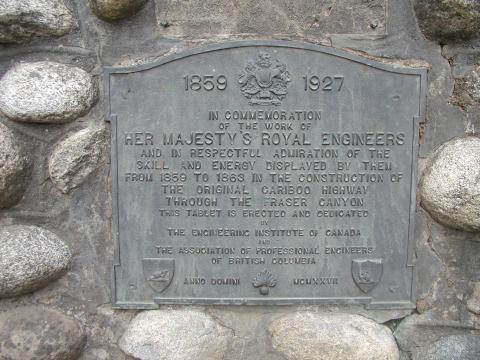 1859 1927
IN COMMEMORATION
OF THE WORK OF
HER MAJESTY'S ROYAL ENGINEERS
AND IN RESPECTFUL ADMIRATION OF THE
SKILL AND ENERGY DISPLAYED BY THEM
FROM 1859 TO 1863 IN THE CONSTRUCTION OF
THE ORIGINAL CARIBOO HIGHWAY
THROUGH THE FRASER CANYON
THIS TABLET IS ERECTED AND DEDICATED
BY
THE ENGINEERING INSTITUTE OF CANADA
AND
THE ASSOCIATION OF PROFESSIONAL ENGINEERS
OF BRITISH COLUMBIA
ANNO DOMINI MCMXXVII